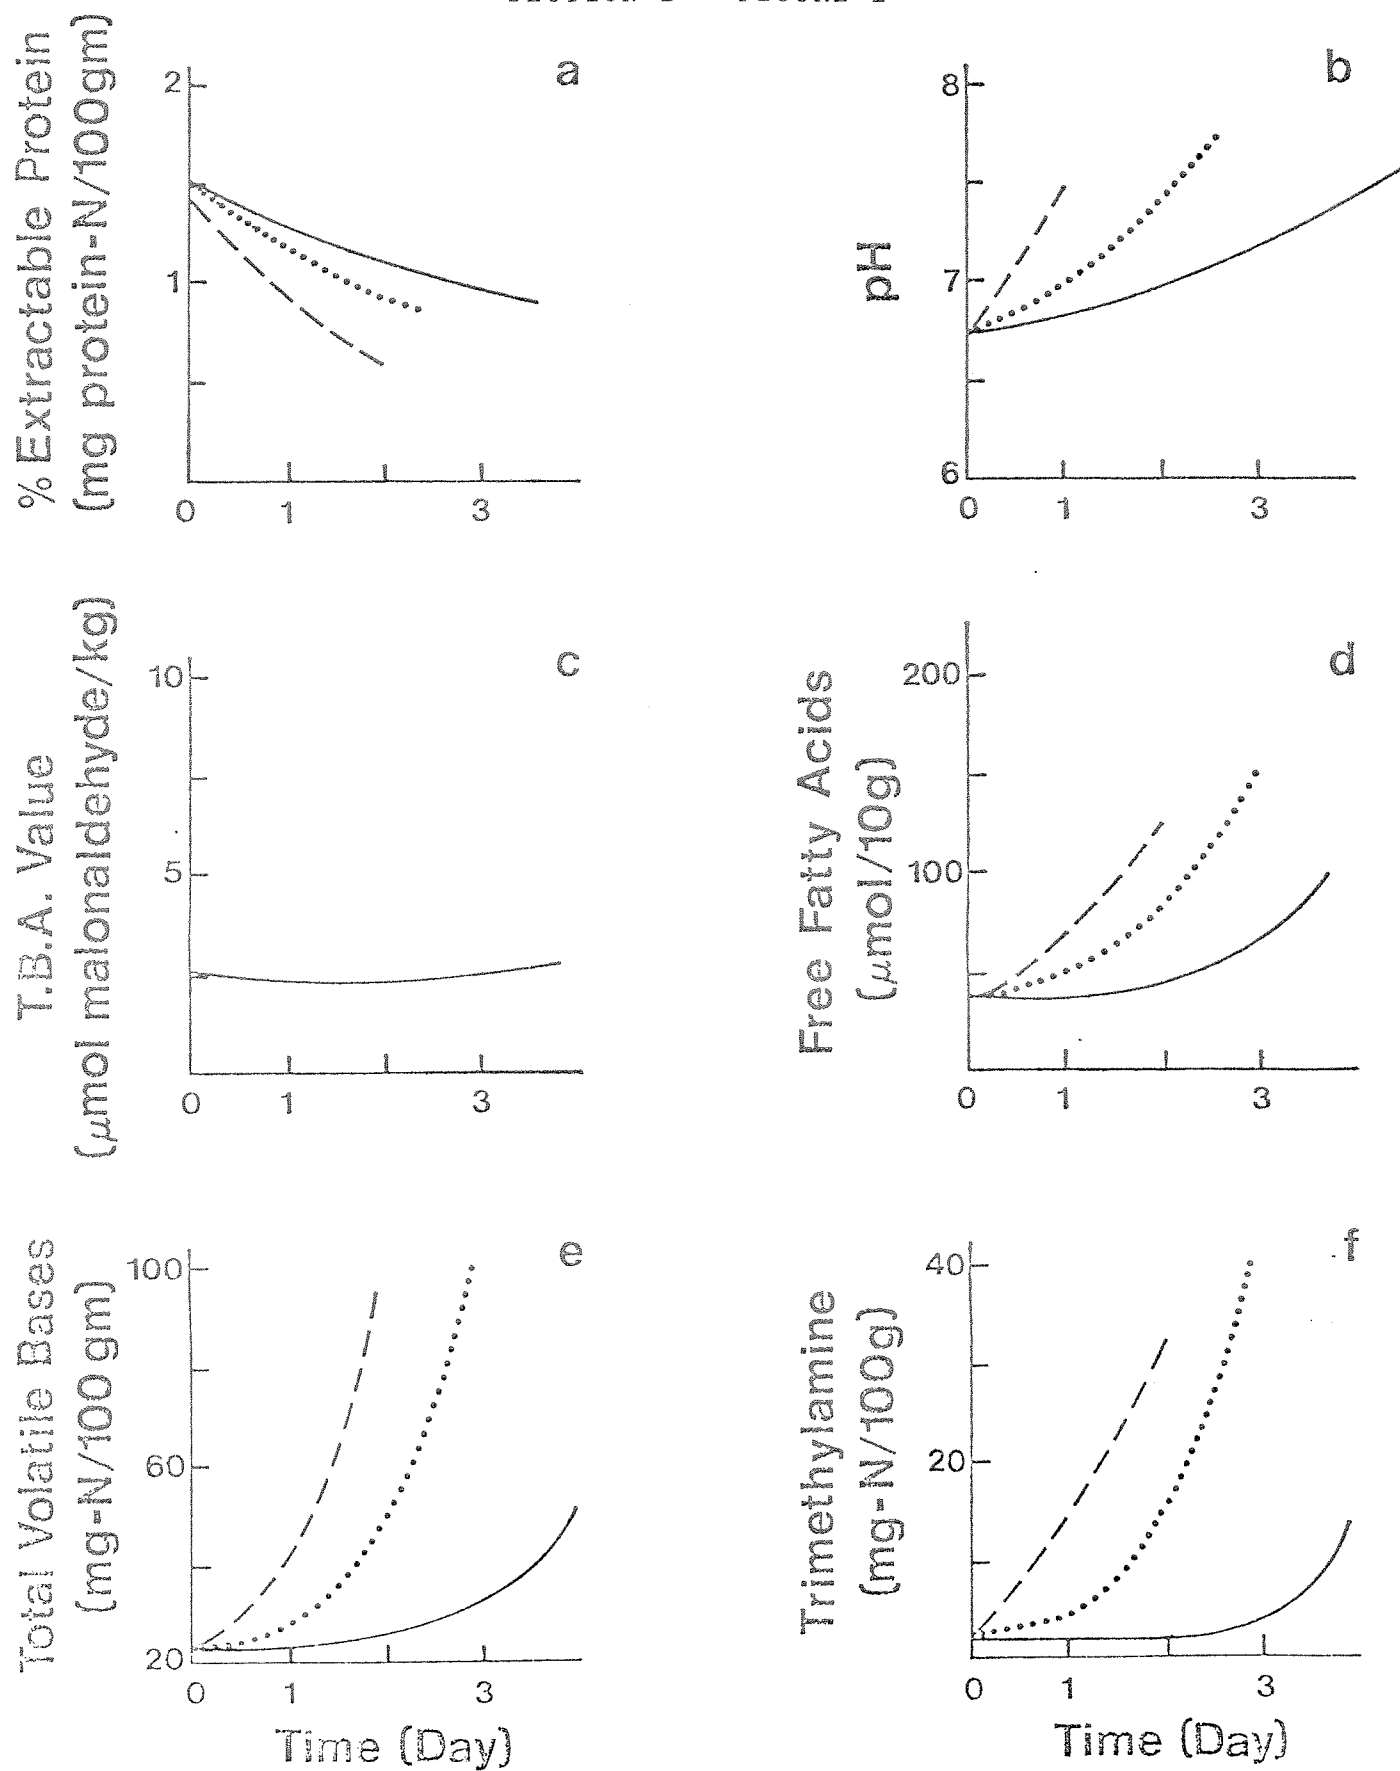 % Extractable Protein
(mg protein-N/100gm)
a
2
1
0 1 3
pH
b
8
7
6
0 1 3
T.B.A. Value
(μmol malonaldehyde/kg)
c
10
5
0 1 3
Free Fatty Acids
(μmol/10g)
d
200
100
0 1 3
Total Volatile Bases
(mg-N/100 gm)
e
100
60
20
0 1 3
Time (Day)
Trimethylamine
(mg-N/100g)
f
40
20
0 1 3
Time (Day)